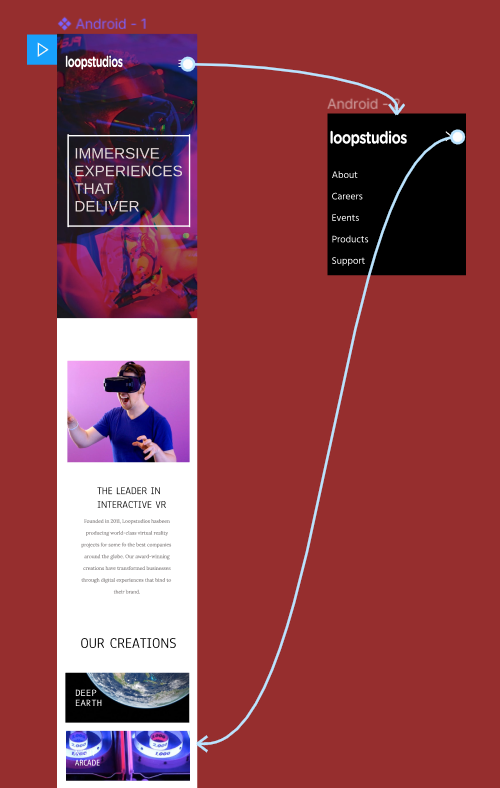 Android - 1
loopstudios
IMMERSIVE
EXPERIENCES
THAT
DELIVER
THE LEADER IN
INTERACTIVE VR
Founded in 2011, Loopstudios hasbeen
producing world-class virtual reality
projects for some fo the best companies
around the globe. Our award-winning
creations have transformed businesses
through digital experiences that bind to
their brand.
OUR CREATIONS
DEEP
EARTH
ARCADE
Android - 2
loopstudios
About
Careers
Events
Products
Support